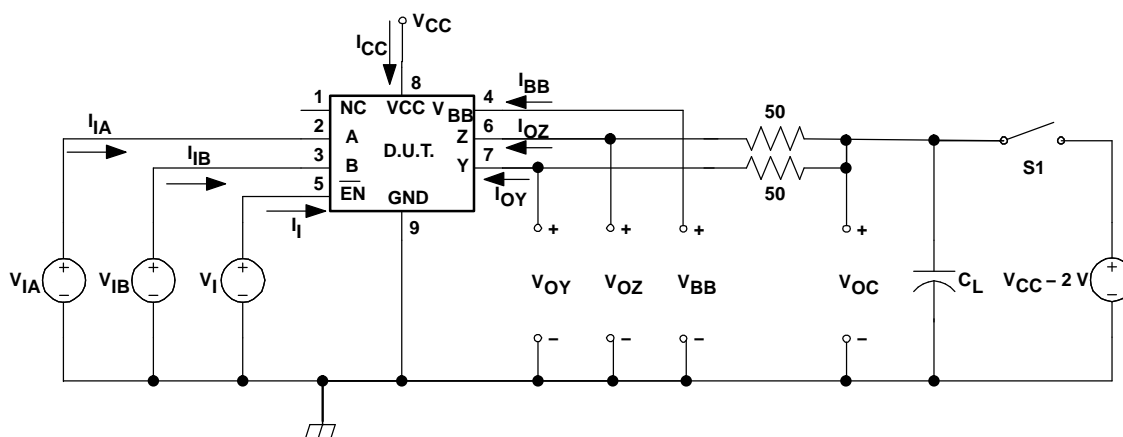 VCC
ICC
8
IBB
1
NC
VCC
VBB
4
50
IIA
2
A
Z
6
IOZ
D.U.T.
IIB
3
B
Y
7
S1
5
EN
GND
IOY
50
II
9
+
+
+
+
VIA
+
−
VIB
+
−
VI
+
−
VOY
VOZ
VBB
VOC
CL
VCC − 2 V
+
−
−
−
−
−